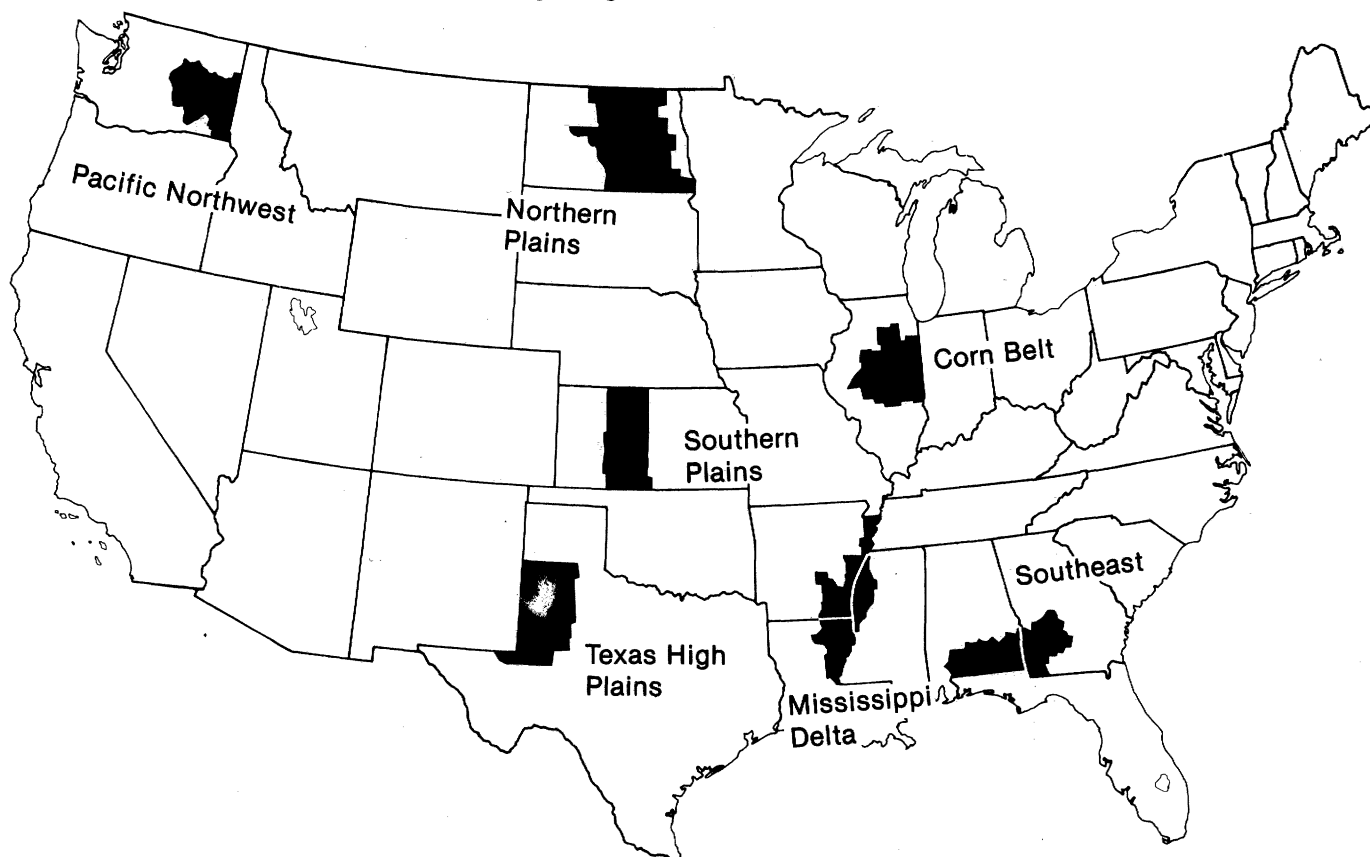 Pacific Northwest
Northern
Plains
Corn Belt
Southern
Plains
Southeast
Texas High
Plains
Mississippi
Delta